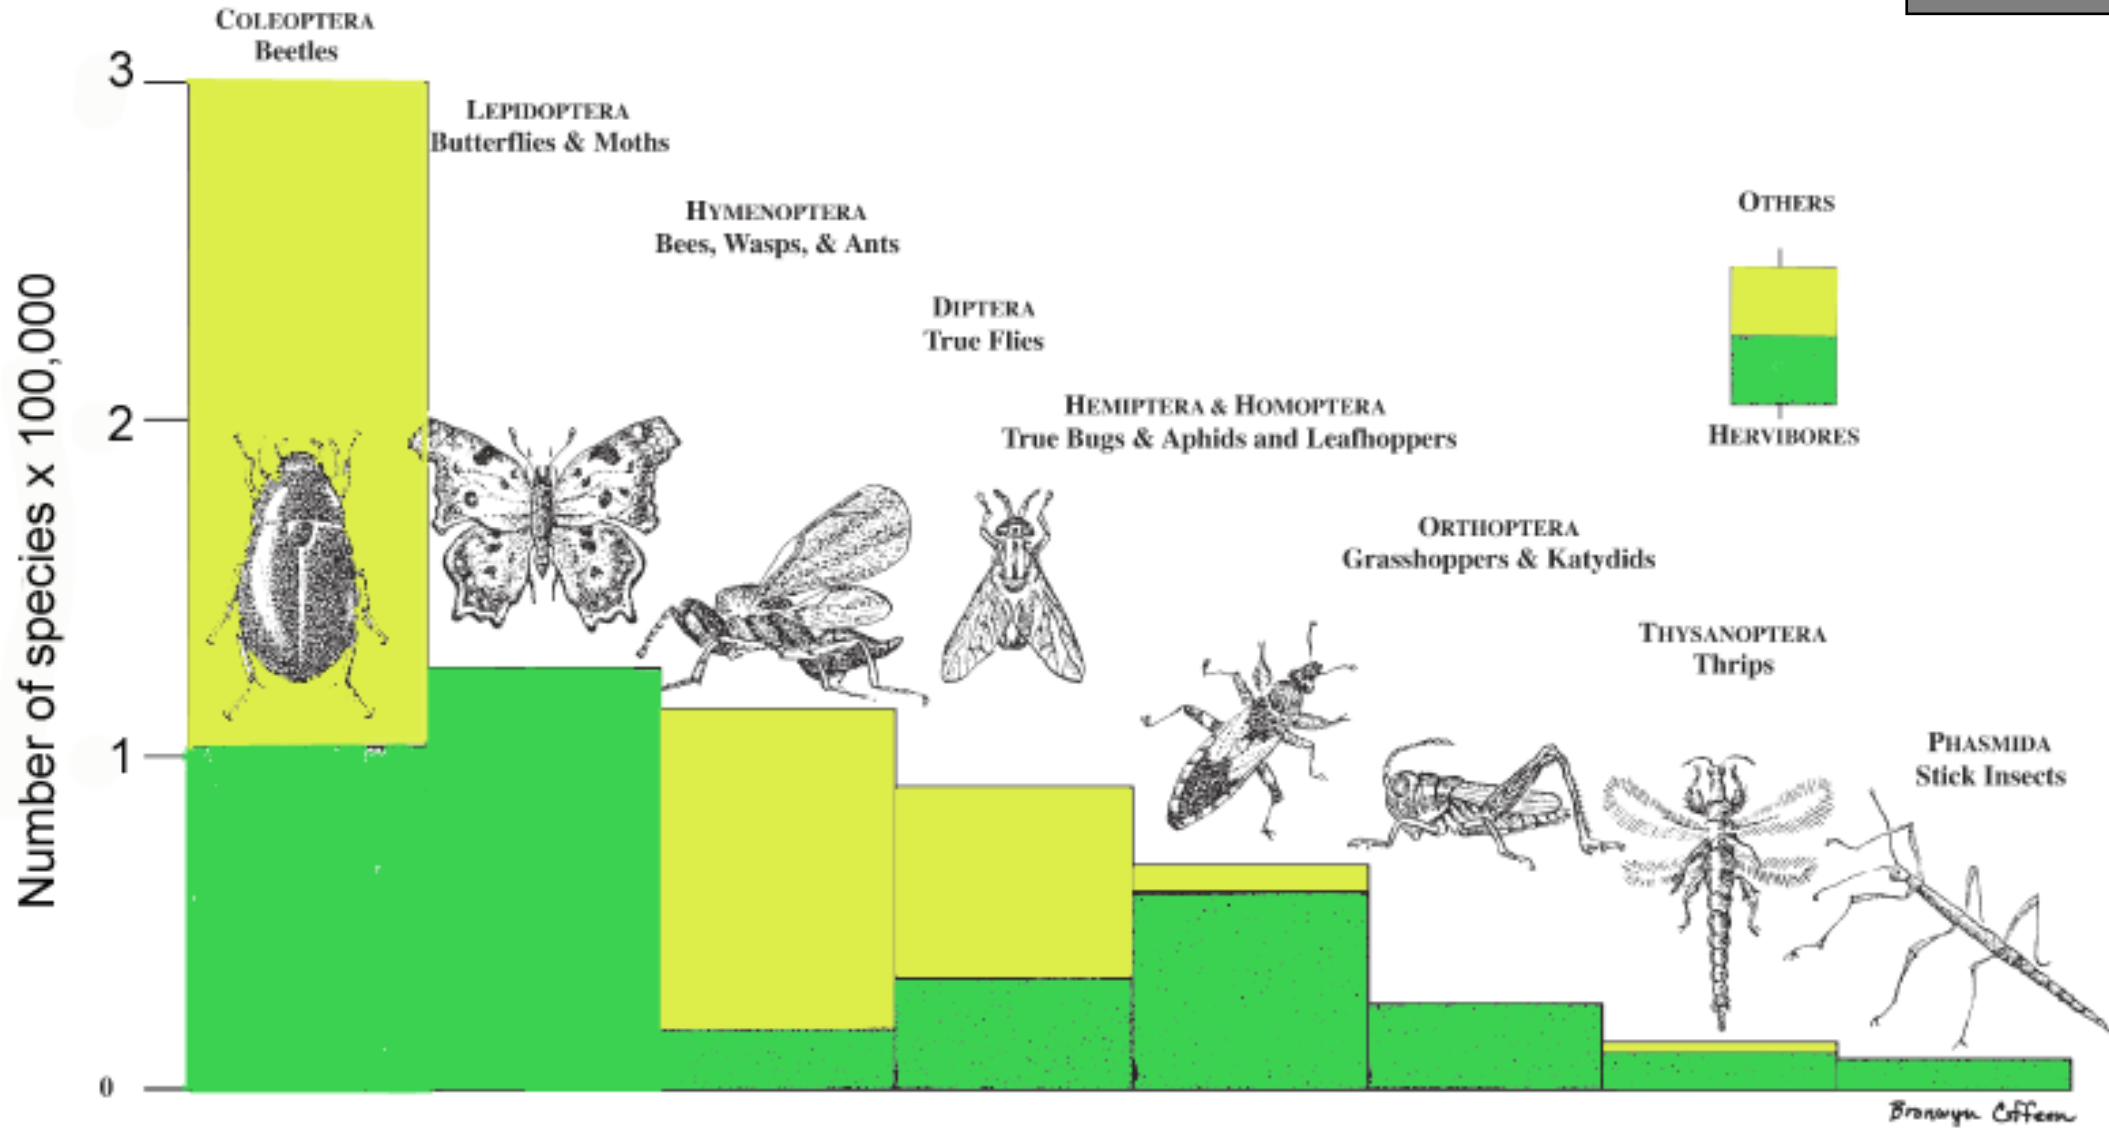 COLEOPTERA
Beetles
LEPIDOPTERA
Butterflies & Moths
HYMENOPTERA
Bees, Wasps, & Ants
DIPTERA
True Flies
HEMIPTERA & HOMOPTERA
True Bugs & Aphids and Leafhoppers
ORTHOPTERA
Grasshoppers & Katydids
THYSANOPTERA
Thrips
PHASMIDA
Stick Insects
OTHERS
HERVIBORES
Number of species x 100,000
3
2
1
0
Bronwyn